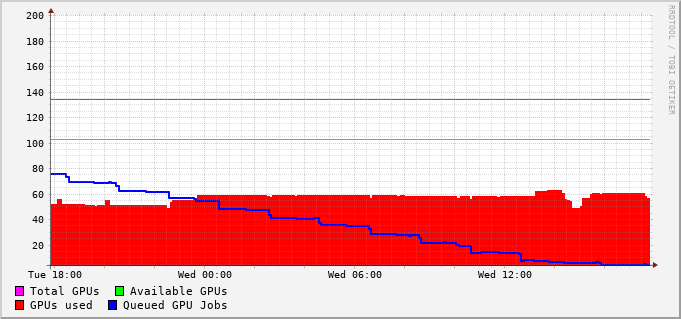 200
180
160
140
120
100
80
60
40
20
Tue 18:00 Wed 00:00 Wed 06:00 Wed 12:00
Total GPUs Available GPUs
GPUs used Queued GPU Jobs
RRDTOOL / TOBI OETIKER